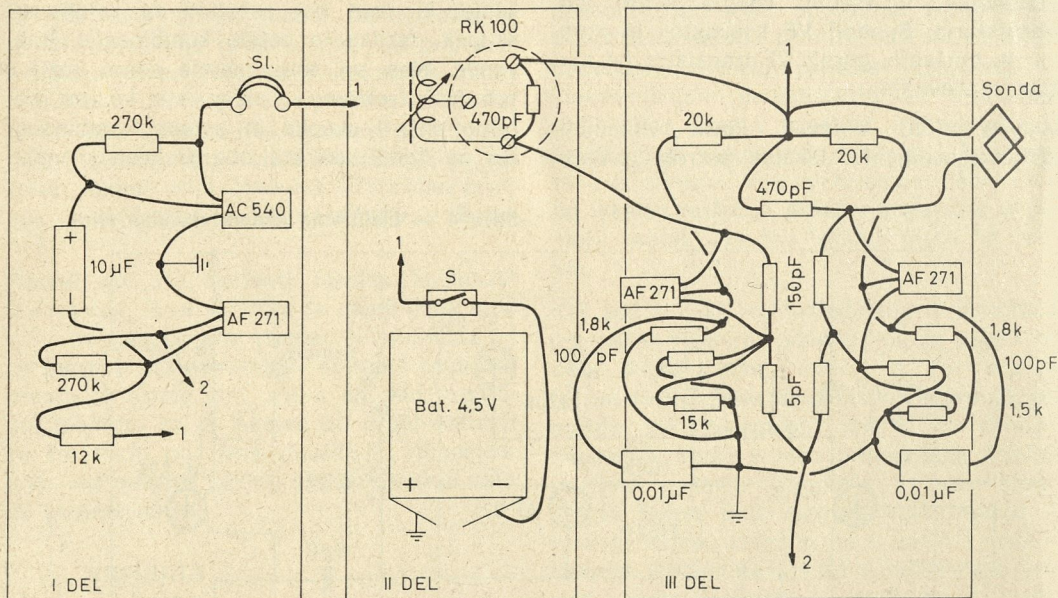 Sl.
1
270k
AC 540
+
10 µF
−
AF 271
270k
2
12k
1
I DEL
RK 100
470pF
1
S
Bat. 4,5V
+ −
II DEL
1
Sonda
20k
20k
470pF
AF 271
150pF
AF 271
1,8k
100 pF
1,8k
100pF
5pF
15k
1,5k
0,01µF
0,01µF
2
III DEL